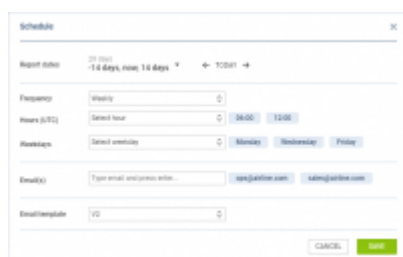 Schedule
Report dates
29 days
-14 days, now, 14 days
← TODAY →
Frequency Weekly
Hours (UTC) Select hour 06:00 12:00
Weekdays Select weekday Monday Wednesday Friday
Email(s) Type email and press enter... ops@airline.com sales@airline.com
Email template V2
CANCEL SAVE